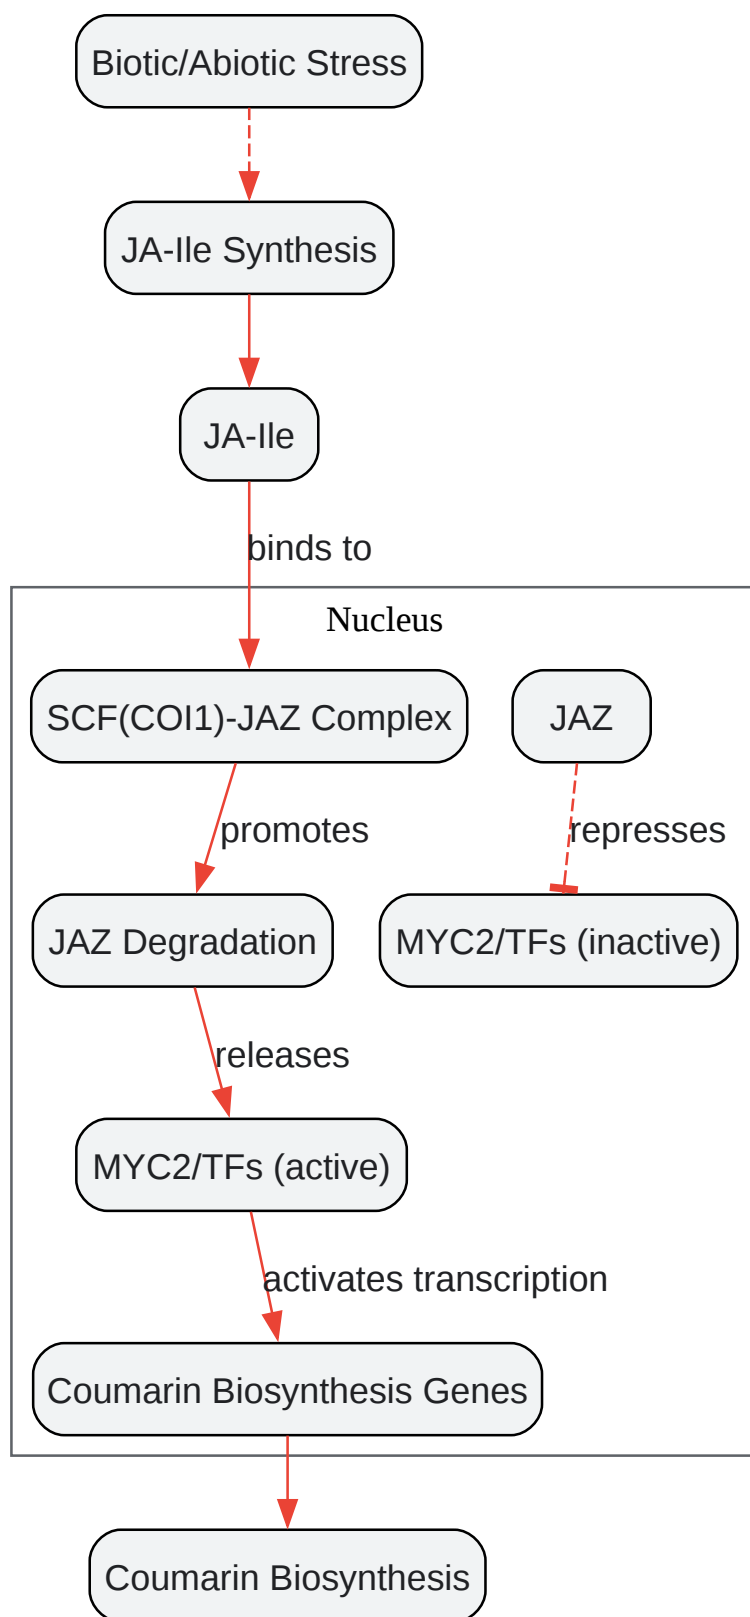 Biotic/Abiotic Stress
JA-Ile Synthesis
JA-Ile
binds to
Nucleus
SCF(COI1)-JAZ Complex
JAZ
promotes
represses
JAZ Degradation
MYC2/TFs (inactive)
releases
MYC2/TFs (active)
activates transcription
Coumarin Biosynthesis Genes
Coumarin Biosynthesis